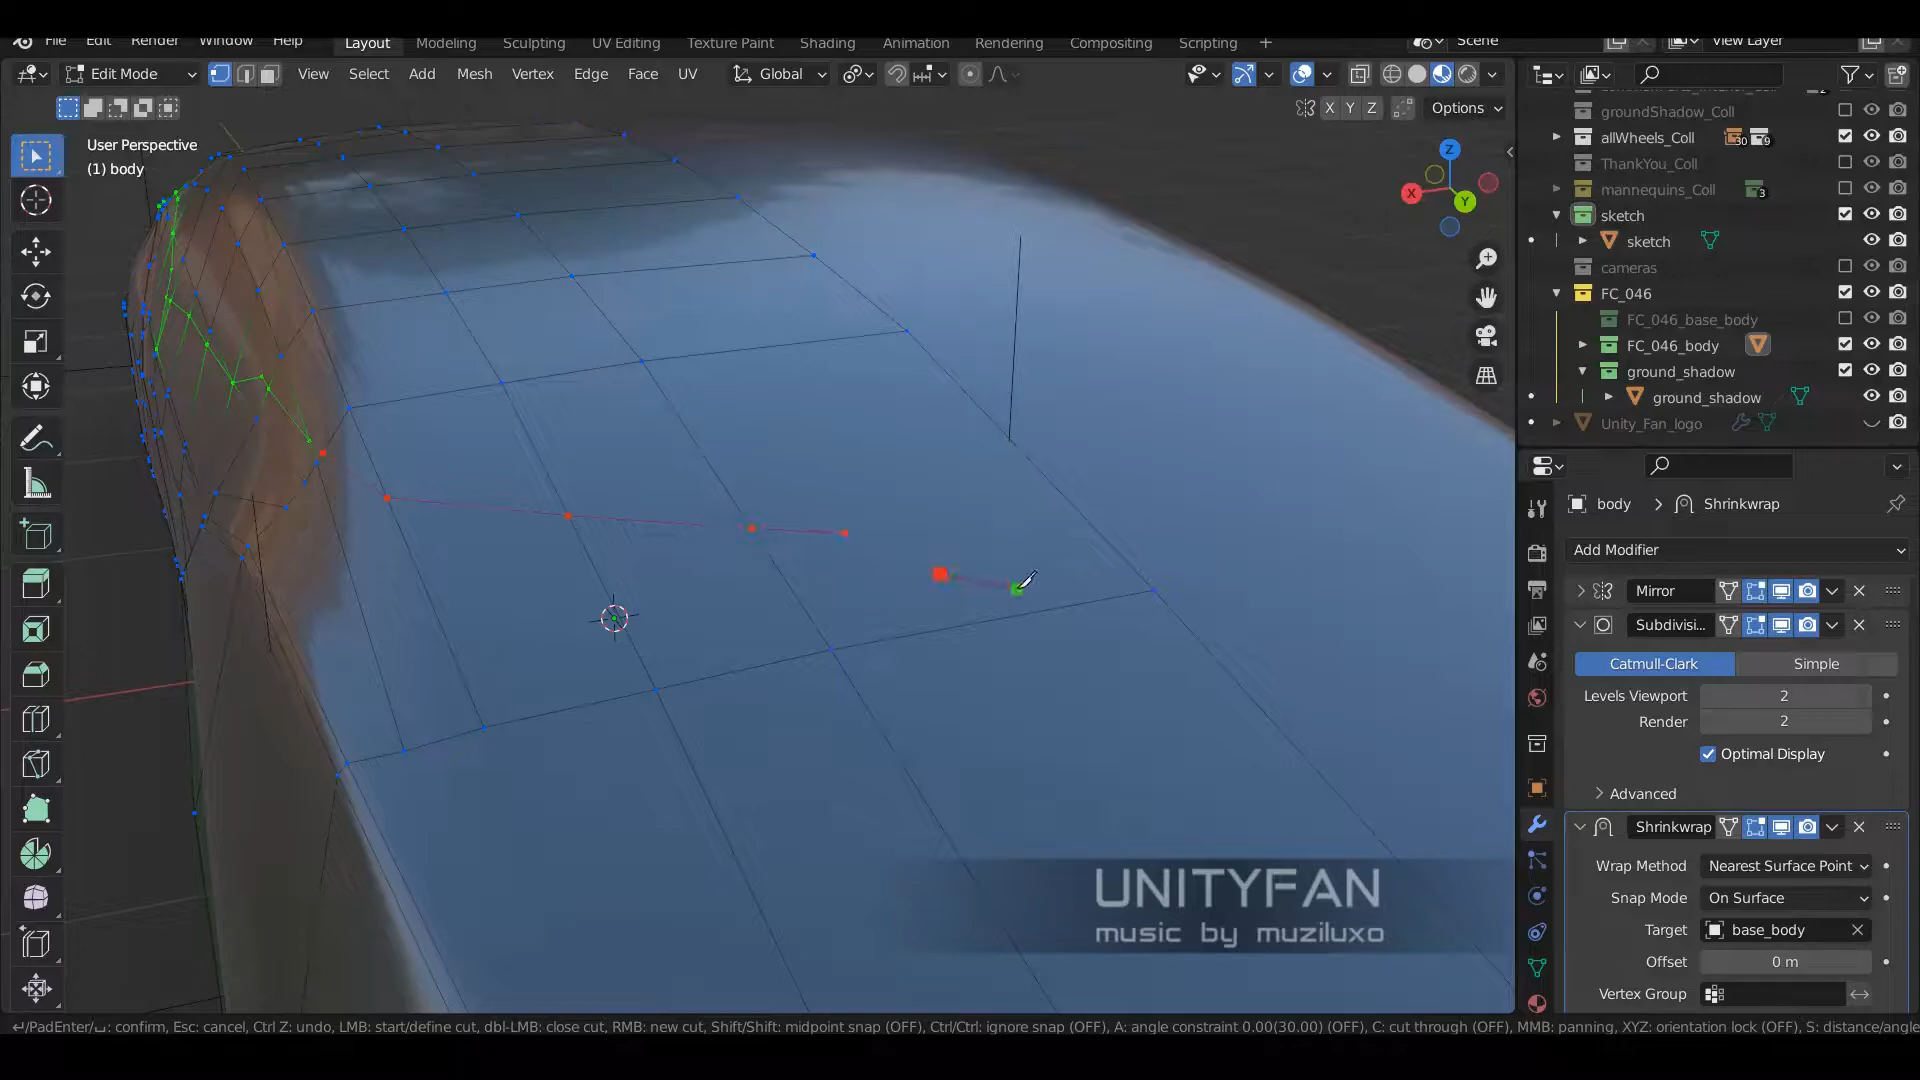 File Edit Render Window Help Layout Modeling Sculpting UV Editing Texture Paint Shading Animation Rendering Compositing Scripting + Scene View Layer
Edit Mode View Select Add Mesh Vertex Edge Face UV Global
X Y Z Options
User Perspective
(1) body
Z
X
Y
groundShadow_Coll
allWheels_Coll 30 9
ThankYou_Coll
mannequins_Coll 3
sketch
sketch
cameras
FC_046
FC_046_base_body
FC_046_body
ground_shadow
ground_shadow
Unity_Fan_logo
body > Shrinkwrap
Add Modifier
Mirror
Subdivisi...
Catmull-Clark Simple
Levels Viewport 2
Render 2
Optimal Display
Advanced
Shrinkwrap
Wrap Method Nearest Surface Point
Snap Mode On Surface
Target base_body
Offset 0 m
Vertex Group
UNITYFAN
music by muziluxo
↵/PadEnter/␣: confirm, Esc: cancel, Ctrl Z: undo, LMB: start/define cut, dbl-LMB: close cut, RMB: new cut, Shift/Shift: midpoint snap (OFF), Ctrl/Ctrl: ignore snap (OFF), A: angle constraint 0.00(30.00) (OFF), C: cut through (OFF), MMB: panning, XYZ: orientation lock (OFF), S: distance/angle